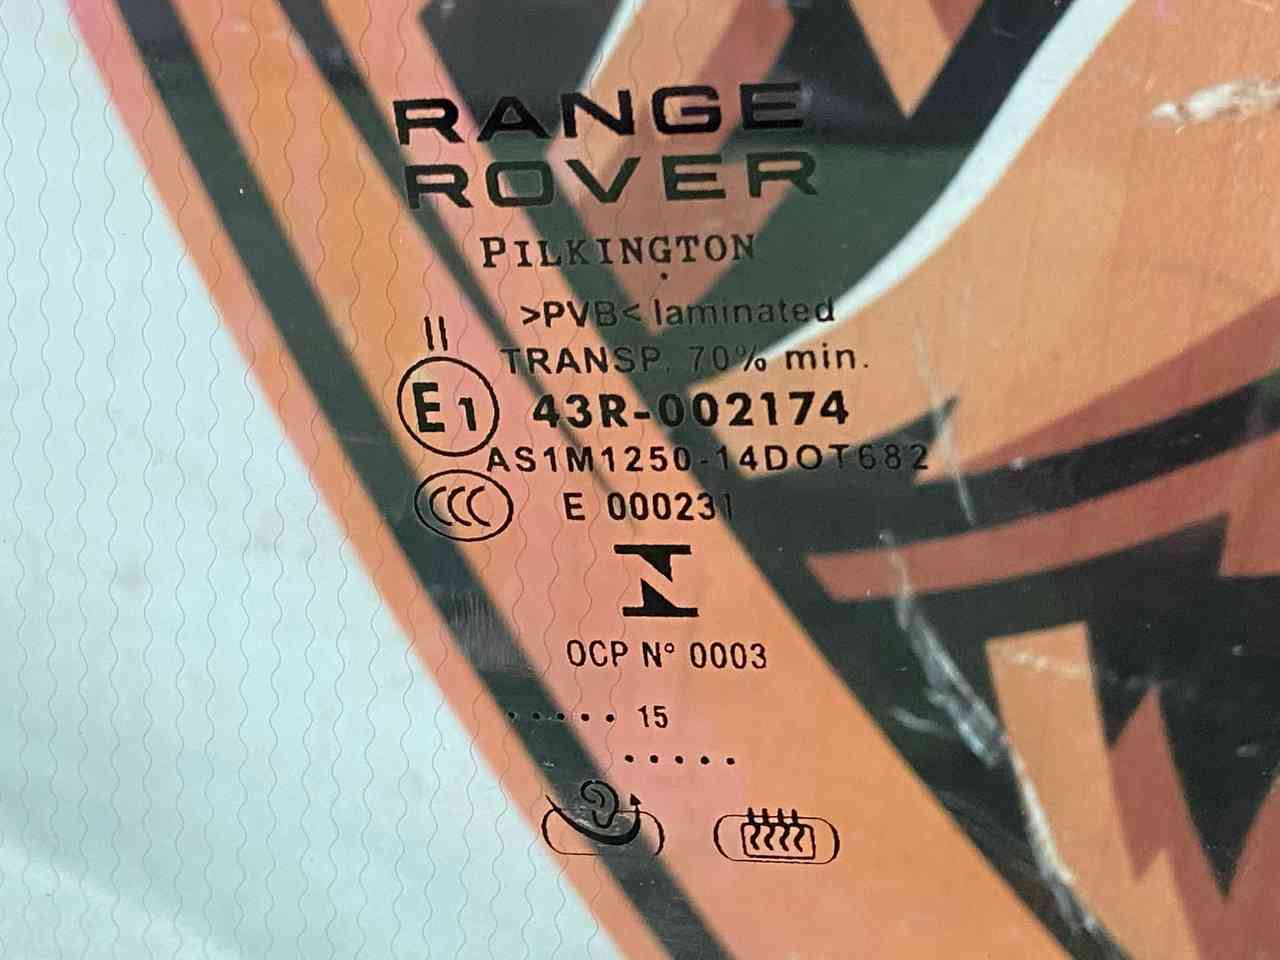 RANGE
ROVER
PILKINGTON
>PVB< laminated
II TRANSP. 70% min.
E1 43R-002174
AS1M1250-14DOT682
CCC E 000231
OCP N° 0003
..... 15
.....